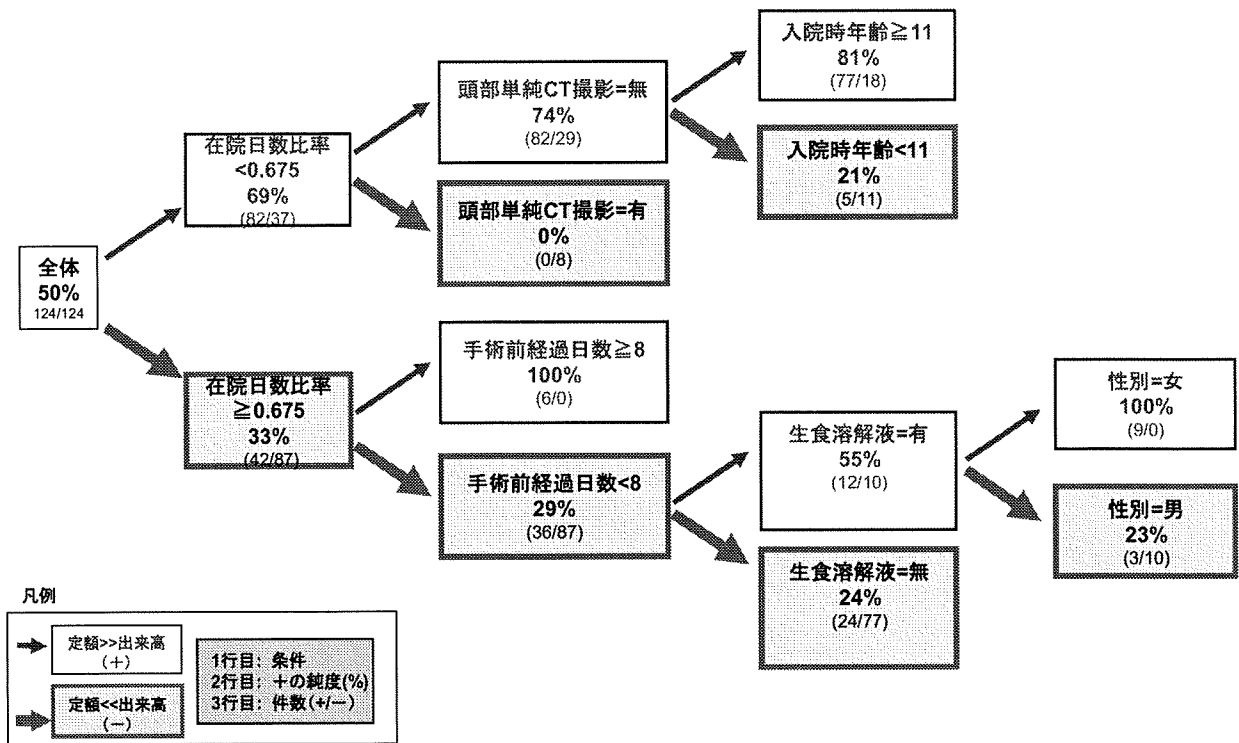 全体
50%
124/124
在院日数比率
<0.675
69%
(82/37)
在院日数比率
≧0.675
33%
(42/87)
頭部単純CT撮影=無
74%
(82/29)
頭部単純CT撮影=有
0%
(0/8)
手術前経過日数≧8
100%
(6/0)
手術前経過日数<8
29%
(36/87)
入院時年齢≧11
81%
(77/18)
入院時年齢<11
21%
(5/11)
生食溶解液=有
55%
(12/10)
生食溶解液=無
24%
(24/77)
性別=女
100%
(9/0)
性別=男
23%
(3/10)
凡例
定額>>出来高
(+)
定額<<出来高
(−)
1行目: 条件
2行目: +の純度(%)
3行目: 件数(+/−)